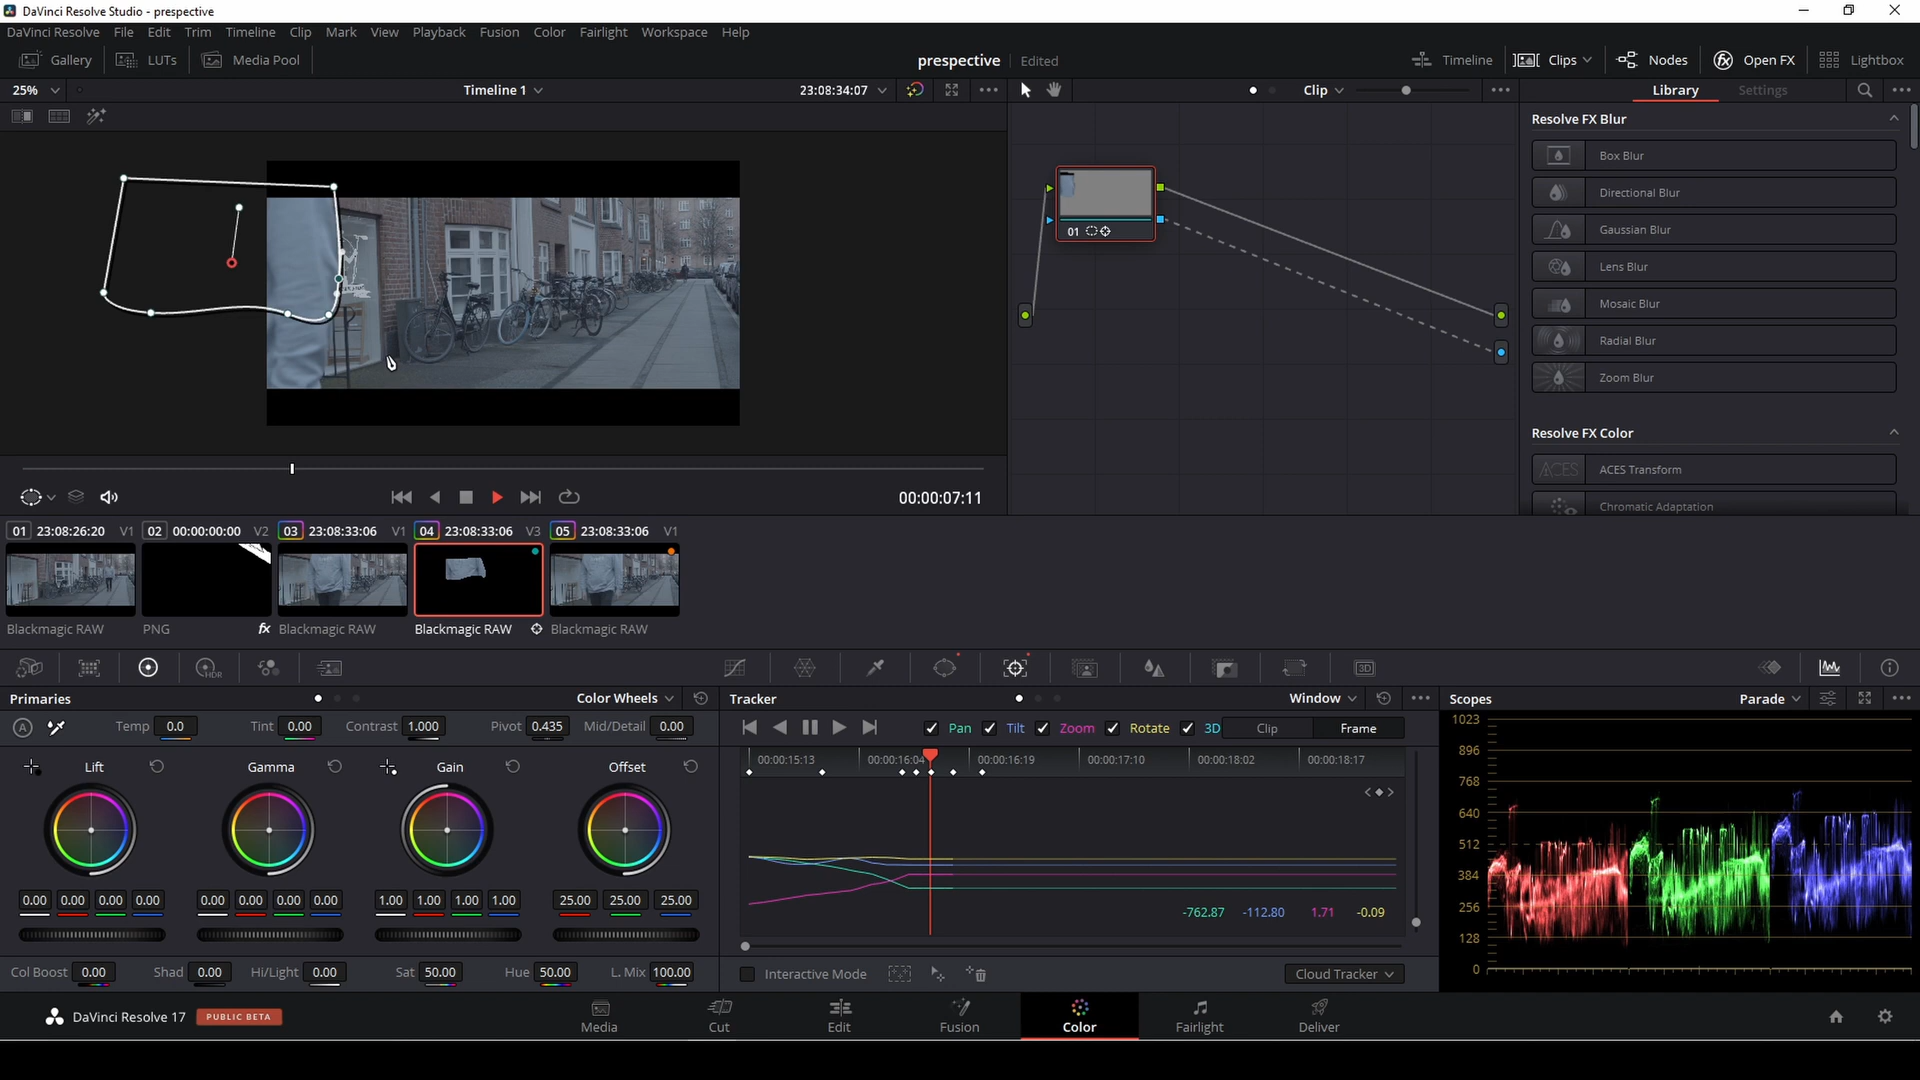 DaVinci Resolve Studio - prespective
DaVinci Resolve File Edit Trim Timeline Clip Mark View Playback Fusion Color Fairlight Workspace Help
Gallery LUTs Media Pool prespective Edited Timeline Clips Nodes Open FX Lightbox
25% Timeline 1 23:08:34:07 Clip Library Settings
Resolve FX Blur
Box Blur
Directional Blur
Gaussian Blur
01
Lens Blur
Mosaic Blur
Radial Blur
Zoom Blur
Resolve FX Color
ACES ACES Transform
00:00:07:11
Chromatic Adaptation
01 23:08:26:20 V1 02 00:00:00:00 V2 03 23:08:33:06 V1 04 23:08:33:06 V3 05 23:08:33:06 V1
Blackmagic RAW PNG fx Blackmagic RAW Blackmagic RAW Blackmagic RAW
HDR 3D
Primaries Color Wheels Tracker Window Scopes Parade
A Temp 0.0 Tint 0.00 Contrast 1.000 Pivot 0.435 Mid/Detail 0.00 Pan Tilt Zoom Rotate 3D Clip Frame
1023
896
768
640
512
384
256
128
0
Lift Gamma Gain Offset
00:00:15:13 00:00:16:04 00:00:16:19 00:00:17:10 00:00:18:02 00:00:18:17
0.00 0.00 0.00 0.00 0.00 0.00 0.00 0.00 1.00 1.00 1.00 1.00 25.00 25.00 25.00
-762.87 -112.80 1.71 -0.09
Col Boost 0.00 Shad 0.00 Hi/Light 0.00 Sat 50.00 Hue 50.00 L. Mix 100.00 Interactive Mode Cloud Tracker
DaVinci Resolve 17 PUBLIC BETA Media Cut Edit Fusion Color Fairlight Deliver